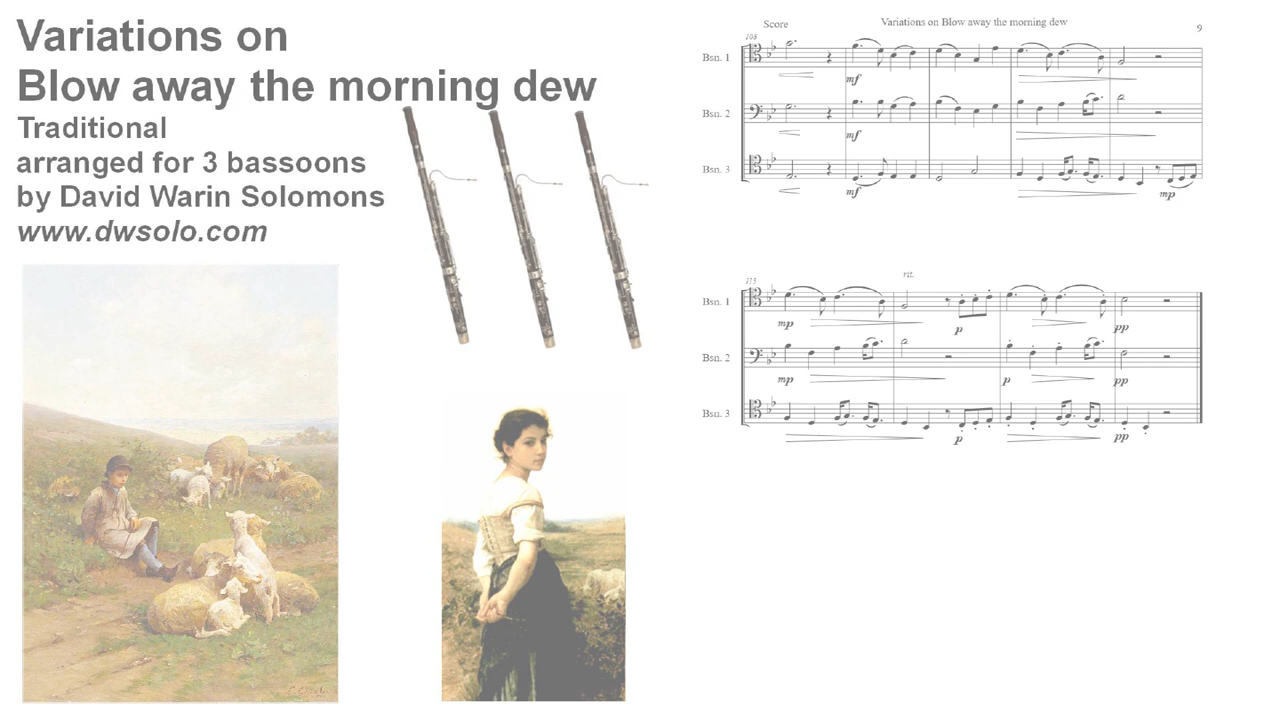 Variations on
Blow away the morning dew
Traditional
arranged for 3 bassoons
by David Warin Solomons
www.dwsolo.com
Score
Variations on Blow away the morning dew
9
108
Bsn. 1
mf
Bsn. 2
mf
Bsn. 3
mf
mp
113
rit.
Bsn. 1
mp
p
pp
Bsn. 2
mp
p
pp
Bsn. 3
p
pp